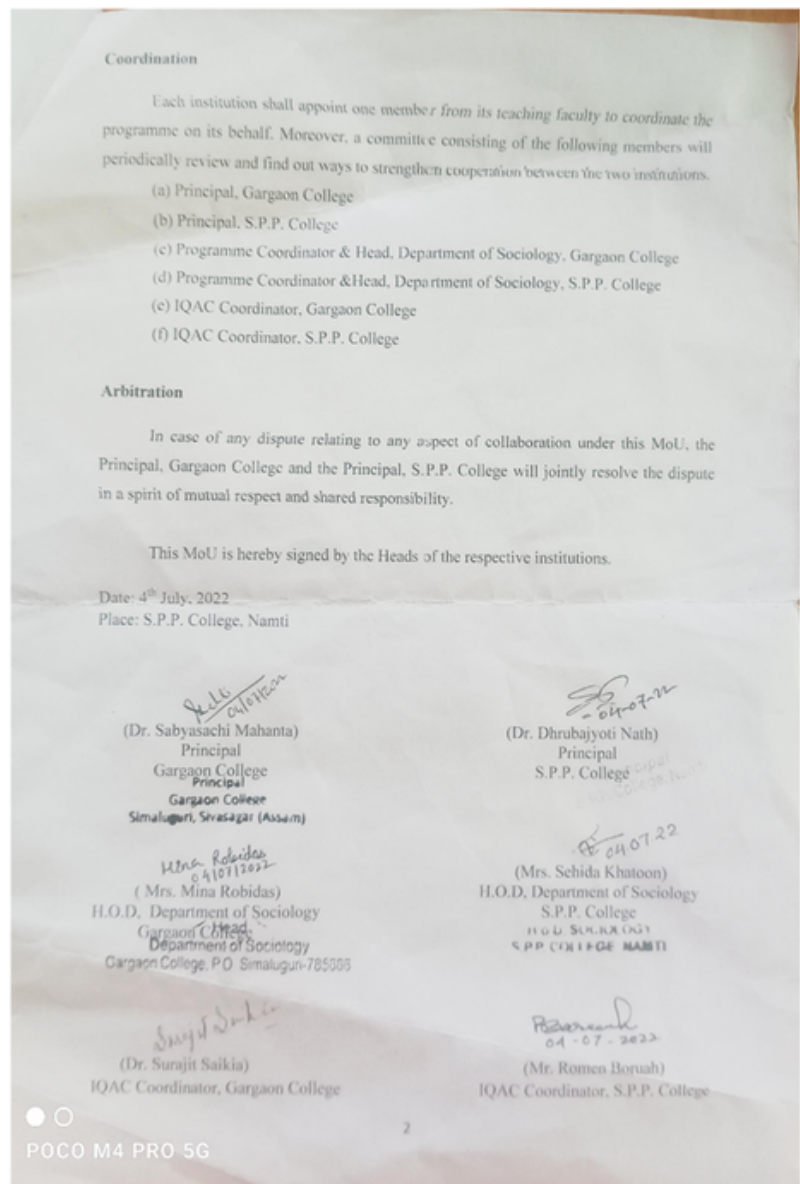 Coordination
Each institution shall appoint one member from its teaching faculty to coordinate the
programme on its behalf. Moreover, a committee consisting of the following members will
periodically review and find out ways to strengthen cooperation between the two institutions.
(a) Principal, Gargaon College
(b) Principal, S.P.P. College
(c) Programme Coordinator & Head, Department of Sociology, Gargaon College
(d) Programme Coordinator &Head, Department of Sociology, S.P.P. College
(e) IQAC Coordinator, Gargaon College
(f) IQAC Coordinator, S.P.P. College
Arbitration
In case of any dispute relating to any aspect of collaboration under this MoU, the
Principal, Gargaon College and the Principal, S.P.P. College will jointly resolve the dispute
in a spirit of mutual respect and shared responsibility.
This MoU is hereby signed by the Heads of the respective institutions.
Date: 4th July, 2022
Place: S.P.P. College, Namti
04/07/2022
(Dr. Sabyasachi Mahanta)
Principal
Gargaon College
Principal
Gargaon College
Simaluguri, Sivasagar (Assam)
04-07-22
(Dr. Dhrubajyoti Nath)
Principal
S.P.P. College
Mina Robidas
04/07/2022
( Mrs. Mina Robidas)
H.O.D, Department of Sociology
Gargaon College
Head
Department of Sociology
Gargaon College, PO Simaluguri-
04 07 22
(Mrs. Sehida Khatoon)
H.O.D, Department of Sociology
S.P.P. College
HOD SOCIOLOGY
SPP COLLEGE NAMTI
Surajit Saikia
(Dr. Surajit Saikia)
IQAC Coordinator, Gargaon College
04-07-2022
(Mr. Romen Boruah)
IQAC Coordinator, S.P.P. College
2
POCO M4 PRO 5G